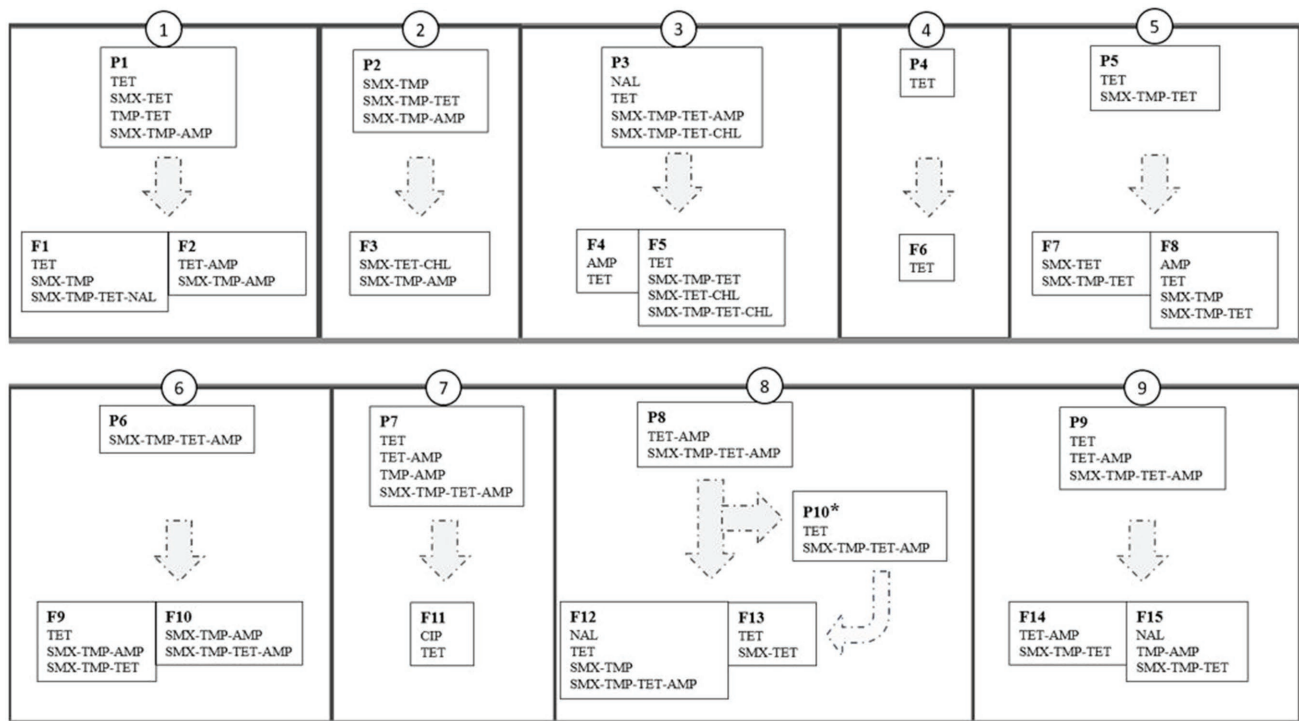 1
P1
TET
SMX-TET
TMP-TET
SMX-TMP-AMP
F1
TET
SMX-TMP
SMX-TMP-TET-NAL
F2
TET-AMP
SMX-TMP-AMP
2
P2
SMX-TMP
SMX-TMP-TET
SMX-TMP-AMP
F3
SMX-TET-CHL
SMX-TMP-AMP
3
P3
NAL
TET
SMX-TMP-TET-AMP
SMX-TMP-TET-CHL
F4
AMP
TET
F5
TET
SMX-TMP-TET
SMX-TET-CHL
SMX-TMP-TET-CHL
4
P4
TET
F6
TET
5
P5
TET
SMX-TMP-TET
F7
SMX-TET
SMX-TMP-TET
F8
AMP
TET
SMX-TMP
SMX-TMP-TET
6
P6
SMX-TMP-TET-AMP
F9
TET
SMX-TMP-AMP
SMX-TMP-TET
F10
SMX-TMP-AMP
SMX-TMP-TET-AMP
7
P7
TET
TET-AMP
TMP-AMP
SMX-TMP-TET-AMP
F11
CIP
TET
8
P8
TET-AMP
SMX-TMP-TET-AMP
P10*
TET
SMX-TMP-TET-AMP
F12
NAL
TET
SMX-TMP
SMX-TMP-TET-AMP
F13
TET
SMX-TET
9
P9
TET
TET-AMP
SMX-TMP-TET-AMP
F14
TET-AMP
SMX-TMP-TET
F15
NAL
TMP-AMP
SMX-TMP-TET